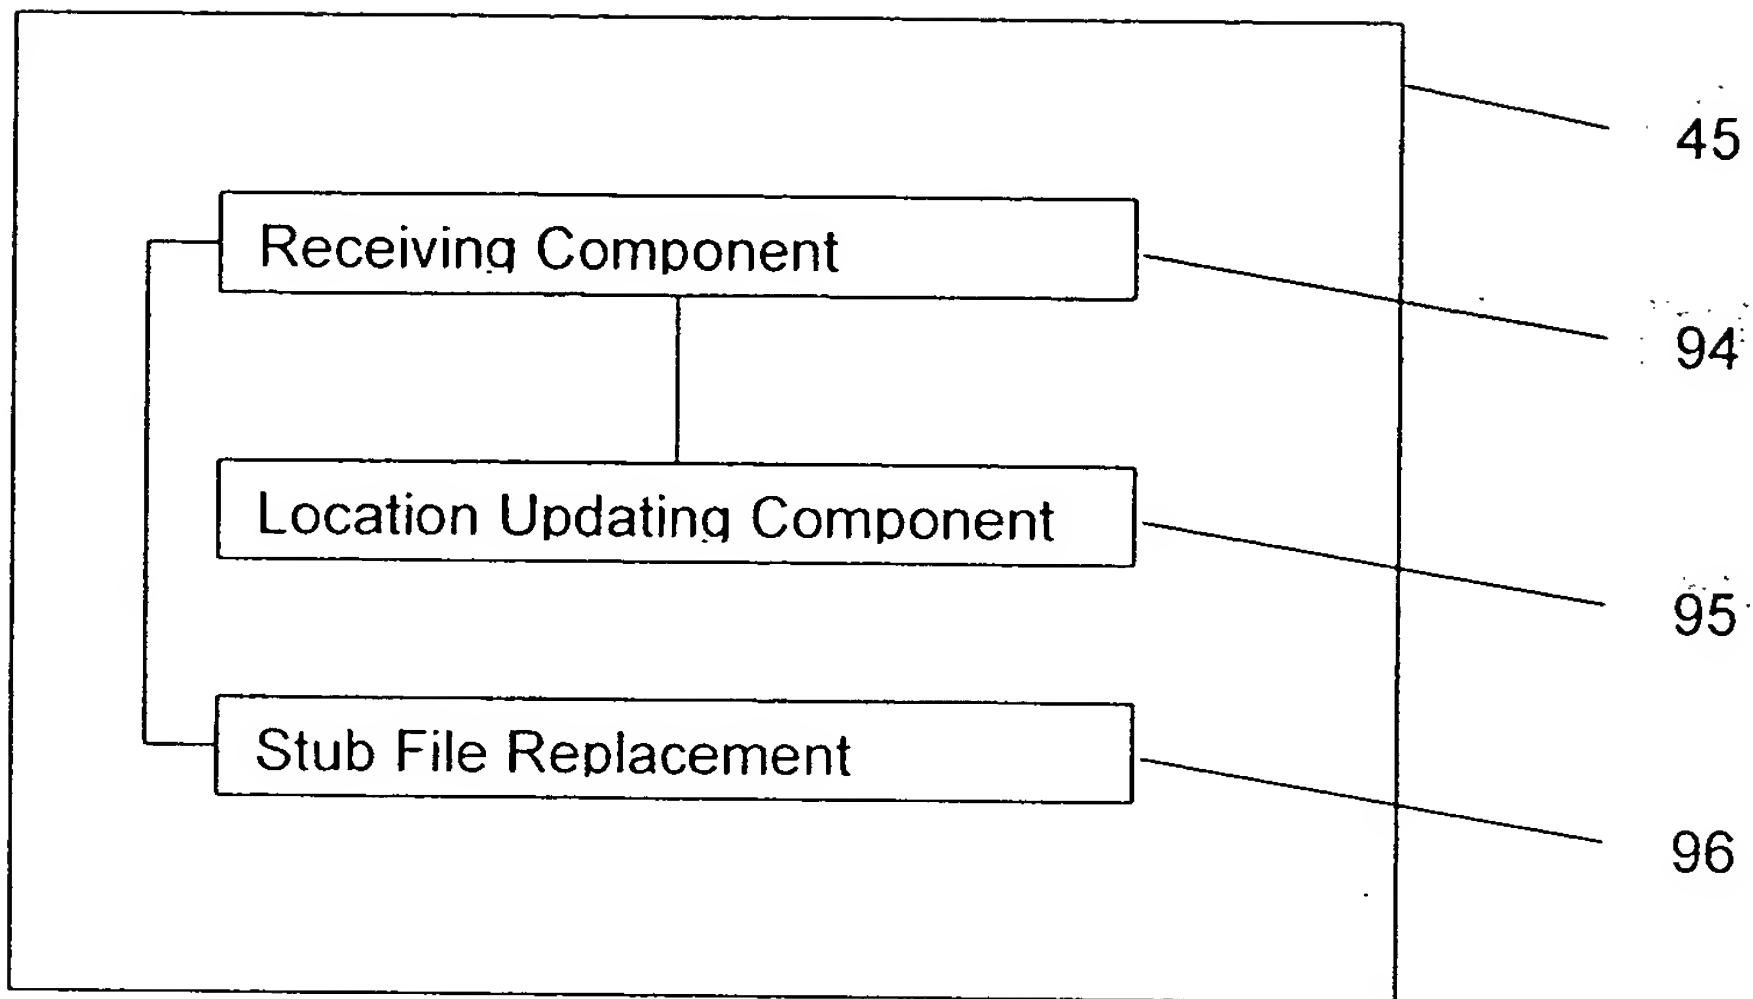 45
Receiving Component
94
Location Updating Component
95
Stub File Replacement
96